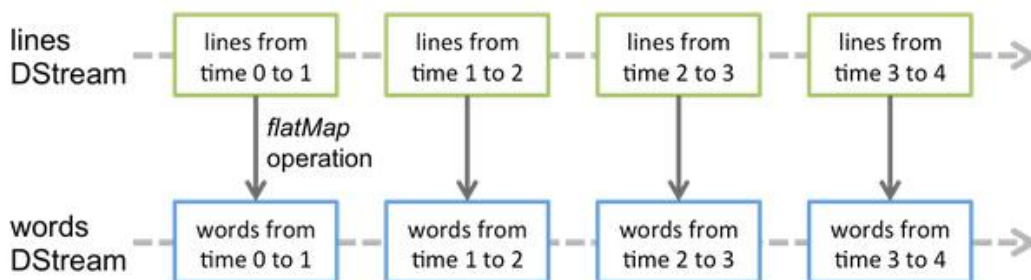 lines
DStream
lines from
time 0 to 1
lines from
time 1 to 2
lines from
time 2 to 3
lines from
time 3 to 4
flatMap
operation
words
DStream
words from
time 0 to 1
words from
time 1 to 2
words from
time 2 to 3
words from
time 3 to 4